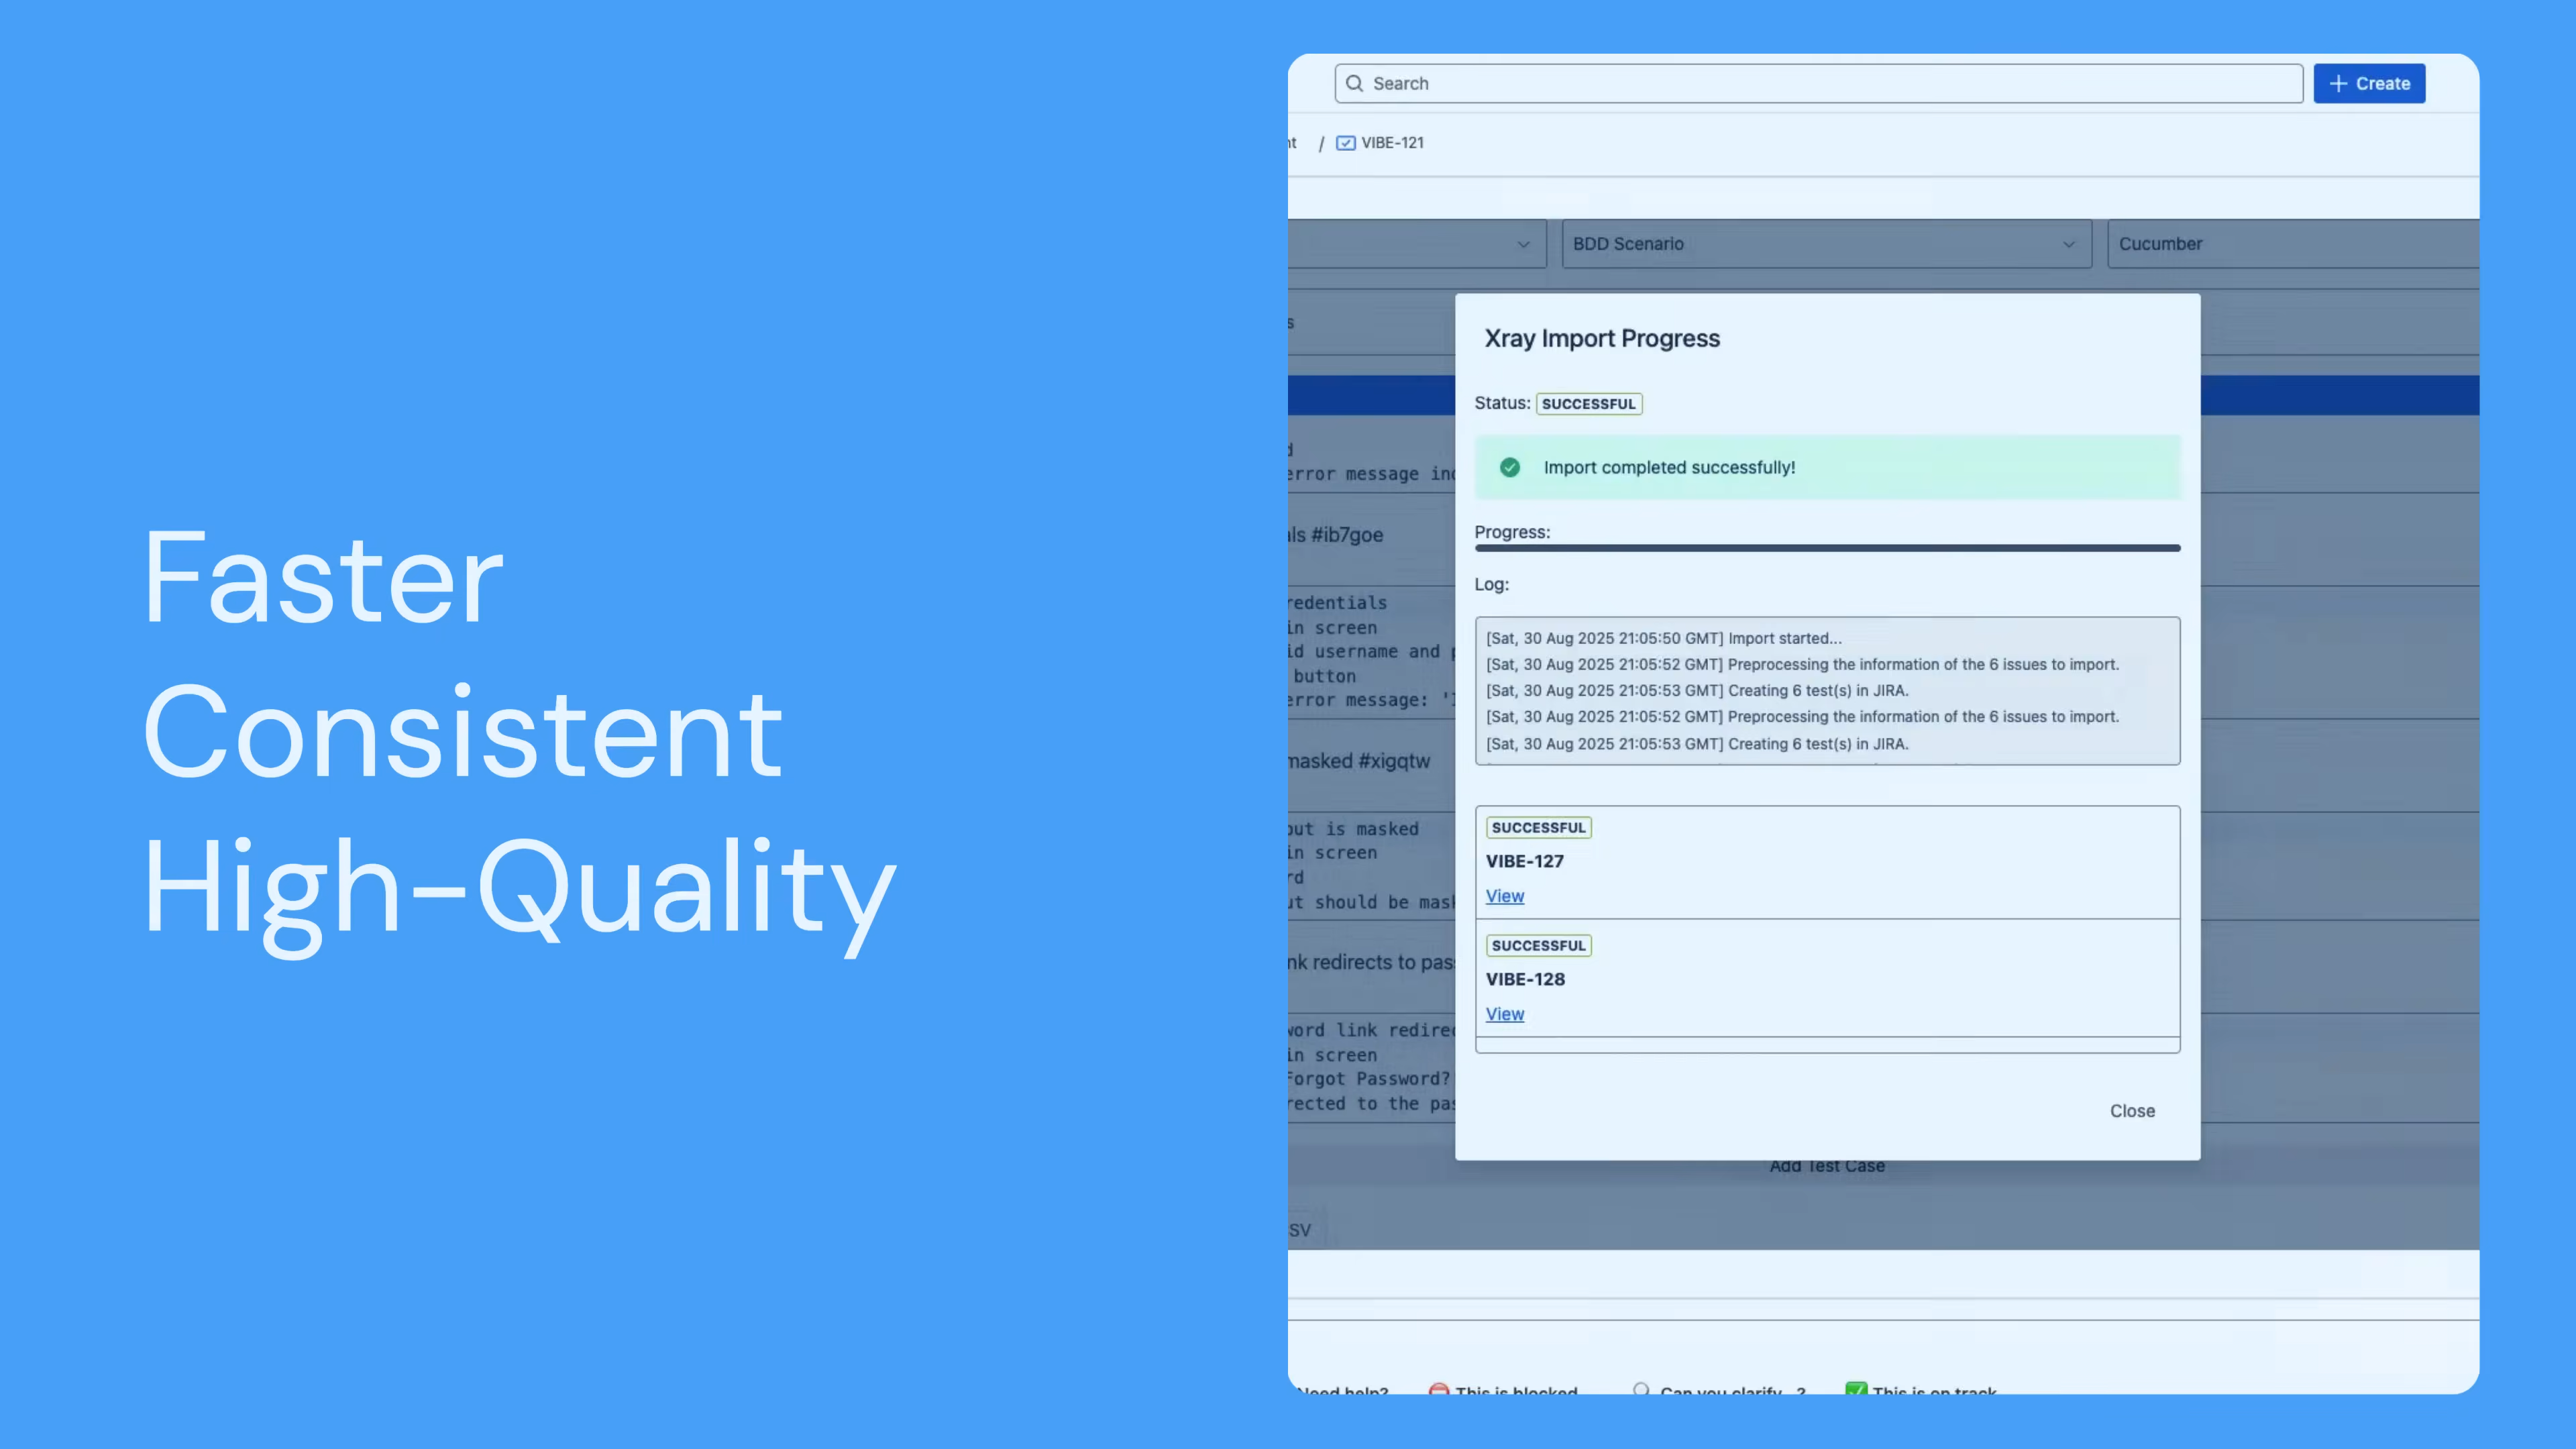 Faster
Consistent
High-Quality
Search
Create
/ VIBE-121
BDD Scenario
Cucumber
Xray Import Progress
Status: SUCCESSFUL
Import completed successfully!
error message
Progress:
#ib7goe
Log:
redentials
in screen
[Sat, 30 Aug 2025 21:05:50 GMT] Import started...
username and
[Sat, 30 Aug 2025 21:05:52 GMT] Preprocessing the information of the 6 issues to import.
button
[Sat, 30 Aug 2025 21:05:53 GMT] Creating 6 test(s) in JIRA.
error message:
[Sat, 30 Aug 2025 21:05:52 GMT] Preprocessing the information of the 6 issues to import.
[Sat, 30 Aug 2025 21:05:53 GMT] Creating 6 test(s) in JIRA.
masked #xigqtw
is masked
in screen
should be
SUCCESSFUL
VIBE-127
View
redirects to
SUCCESSFUL
VIBE-128
View
word link
in screen
Forgot Password?
rected to the
Close
Add Test Case
SV
Need help?
This is blocked
Can you clarify...?
This is on track